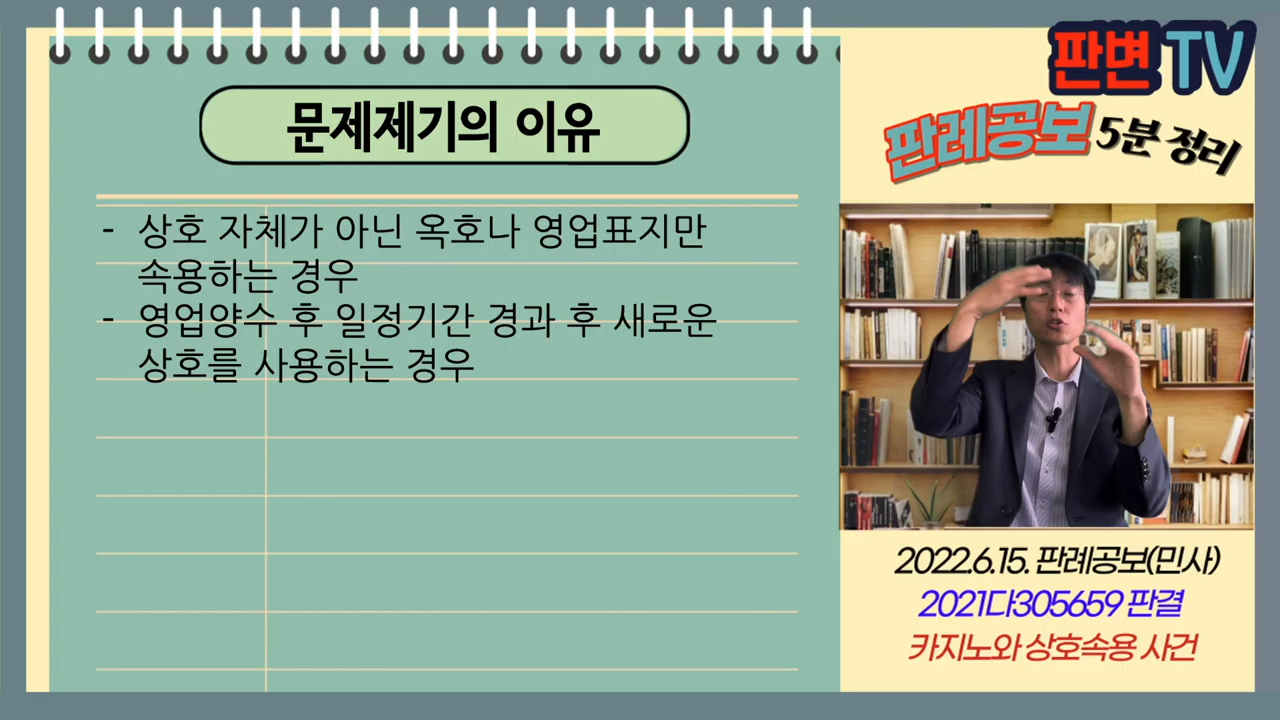 문제제기의 이유
- 상호 자체가 아닌 옥호나 영업표지만
속용하는 경우
- 영업양수 후 일정기간 경과 후 새로운
상호를 사용하는 경우
판변 TV
판례공보 5분 정리
2022.6.15. 판례공보(민사)
2021다305659 판결
카지노와 상호속용 사건